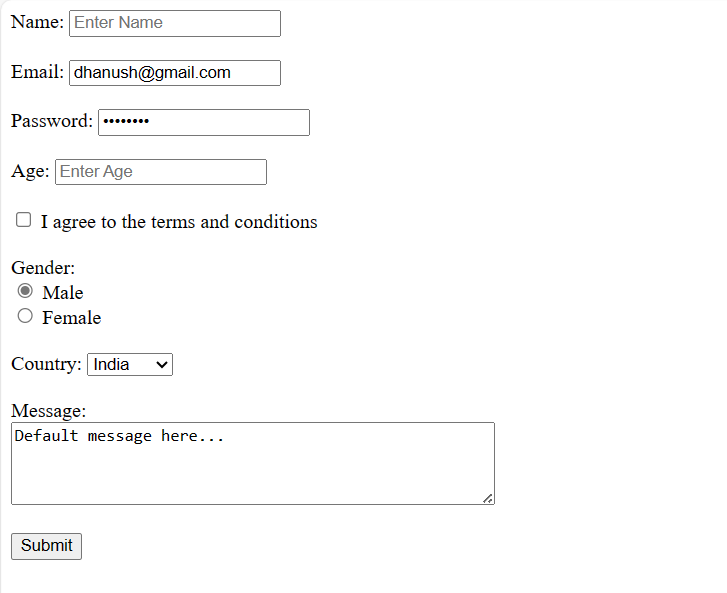 Name: Enter Name
Email: dhanush@gmail.com
Password: ••••••••
Age: Enter Age
I agree to the terms and conditions
Gender:
Male
Female
Country: India
Message:
Default message here...
Submit